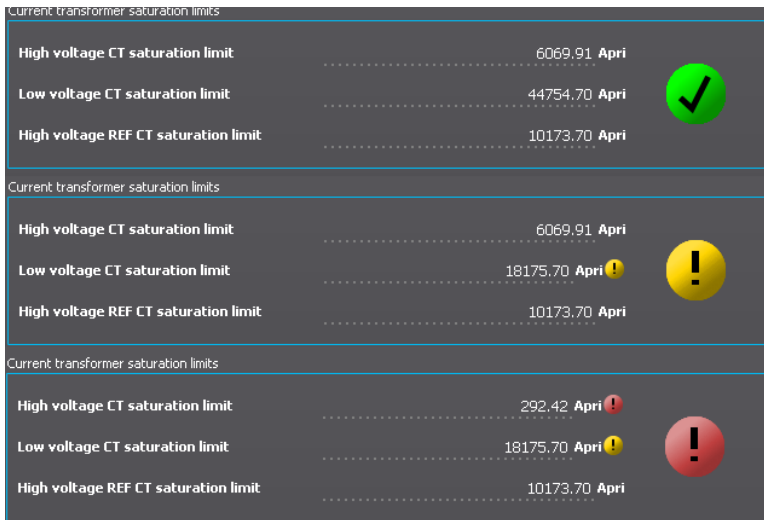 Current transformer saturation limits
High voltage CT saturation limit 6069.91 Apri
Low voltage CT saturation limit 44754.70 Apri
High voltage REF CT saturation limit 10173.70 Apri
Current transformer saturation limits
High voltage CT saturation limit 6069.91 Apri
Low voltage CT saturation limit 18175.70 Apri !
High voltage REF CT saturation limit 10173.70 Apri
!
Current transformer saturation limits
High voltage CT saturation limit 292.42 Apri !
Low voltage CT saturation limit 18175.70 Apri !
High voltage REF CT saturation limit 10173.70 Apri
!